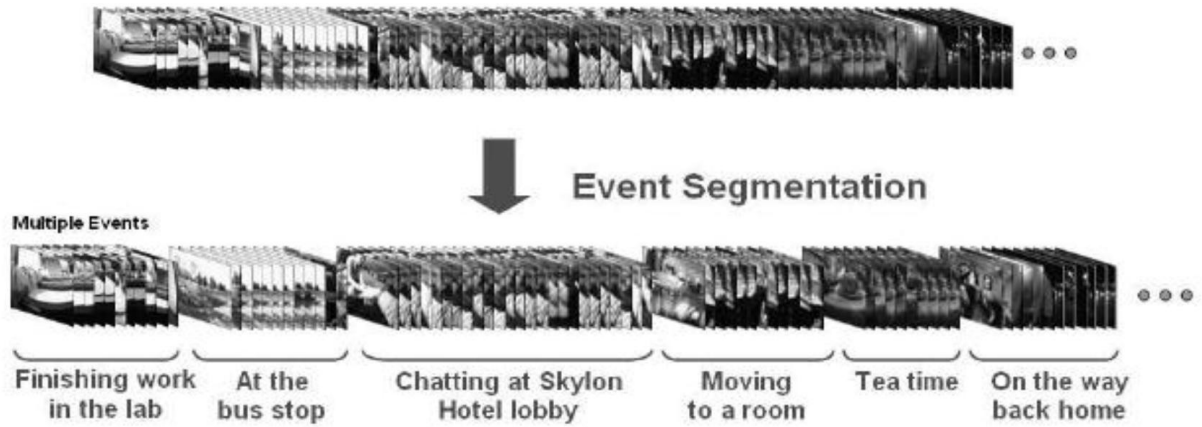 Event Segmentation
Multiple Events
Finishing work
in the lab
At the
bus stop
Chatting at Skylon
Hotel lobby
Moving
to a room
Tea time
On the way
back home